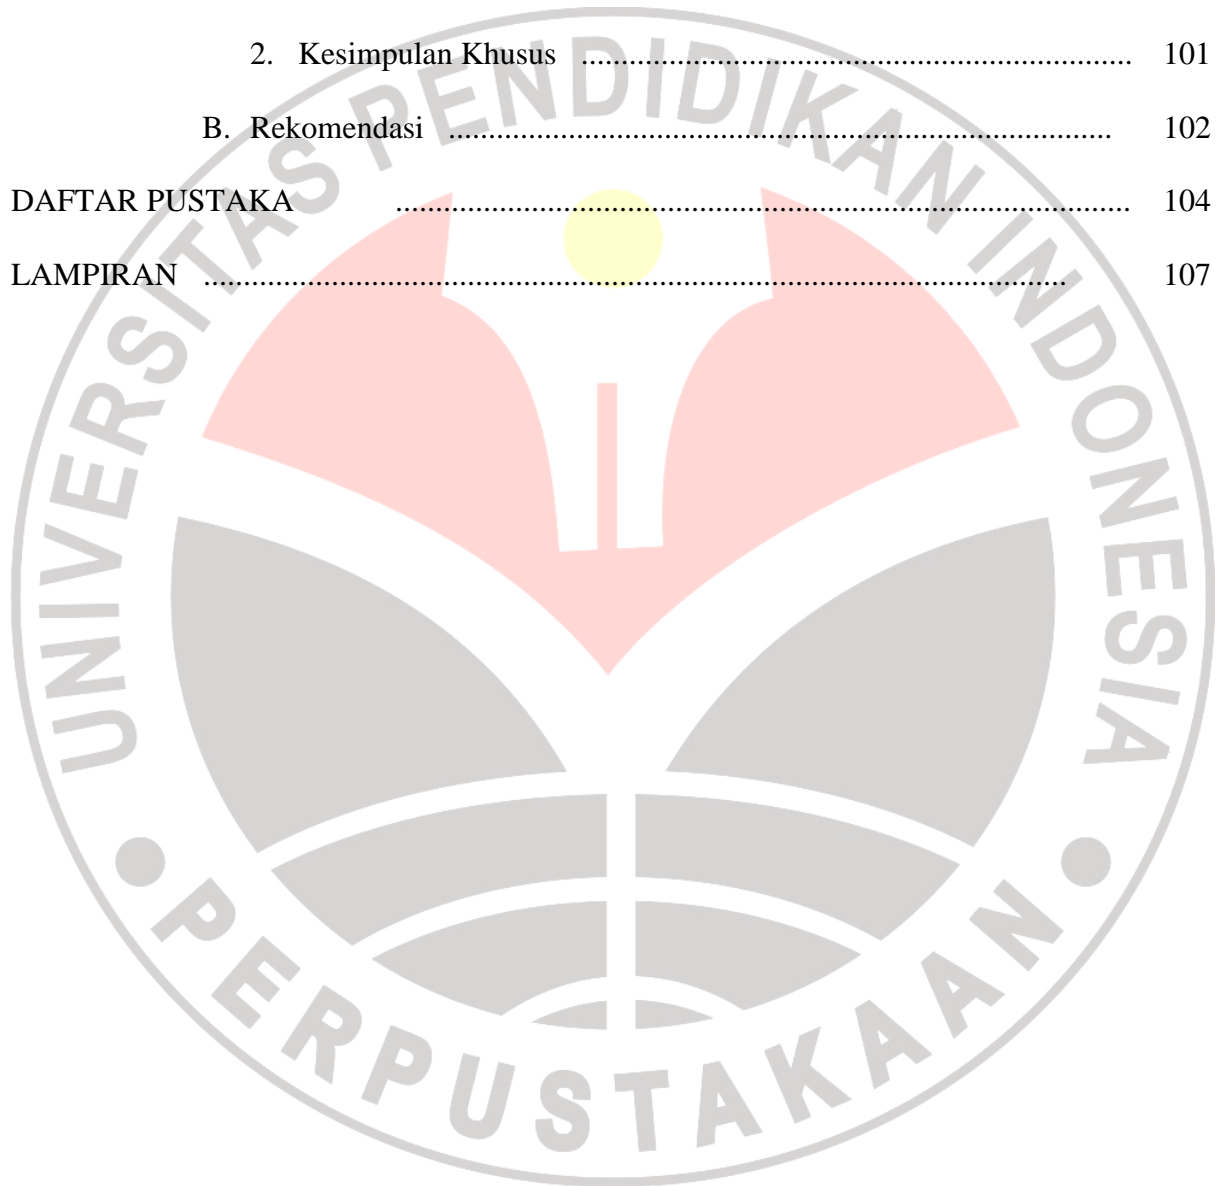 2. Kesimpulan Khusus ..................................................................... 101
B. Rekomendasi ................................................................................... 102
DAFTAR PUSTAKA ............................................................................................ 104
LAMPIRAN ............................................................................................................ 107
UNIVERSITAS PENDIDIKAN INDONESIA
PERPUSTAKAAN